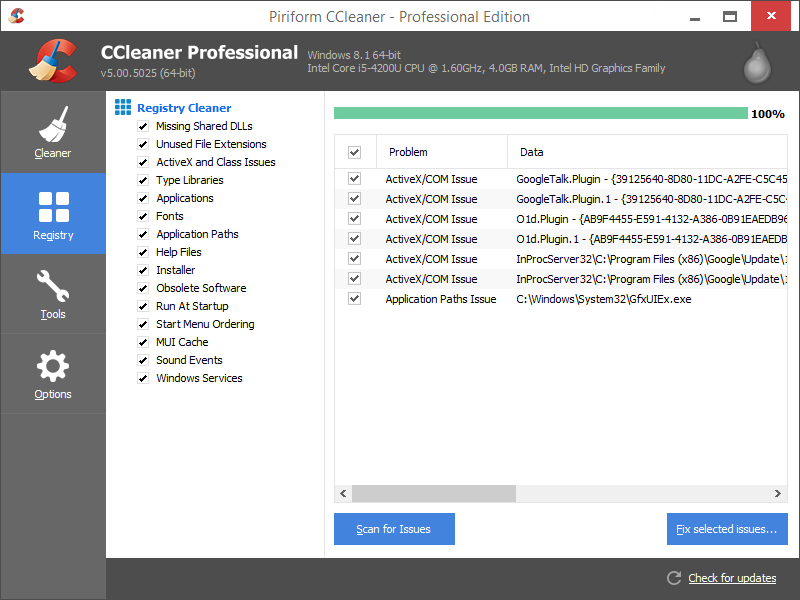 Piriform CCleaner - Professional Edition
CCleaner Professional
v5.00.5025 (64-bit)
Windows 8.1 64-bit
Intel Core i5-4200U CPU @ 1.60GHz, 4.0GB RAM, Intel HD Graphics Family
Cleaner
Registry
Tools
Options
Registry Cleaner
Missing Shared DLLs
Unused File Extensions
ActiveX and Class Issues
Type Libraries
Applications
Fonts
Application Paths
Help Files
Installer
Obsolete Software
Run At Startup
Start Menu Ordering
MUI Cache
Sound Events
Windows Services
100%
Problem Data
ActiveX/COM Issue GoogleTalk.Plugin - {39125640-8D80-11DC-A2FE-C5C45
ActiveX/COM Issue GoogleTalk.Plugin.1 - {39125640-8D80-11DC-A2FE-C5C
ActiveX/COM Issue O1d.Plugin - {AB9F4455-E591-4132-A386-0B91EAEDB96
ActiveX/COM Issue O1d.Plugin.1 - {AB9F4455-E591-4132-A386-0B91EAEDB
ActiveX/COM Issue InProcServer32\C:\Program Files (x86)\Google\Update\1
ActiveX/COM Issue InProcServer32\C:\Program Files (x86)\Google\Update\1
Application Paths Issue C:\Windows\System32\GfxUIEx.exe
Scan for Issues
Fix selected issues...
Check for updates